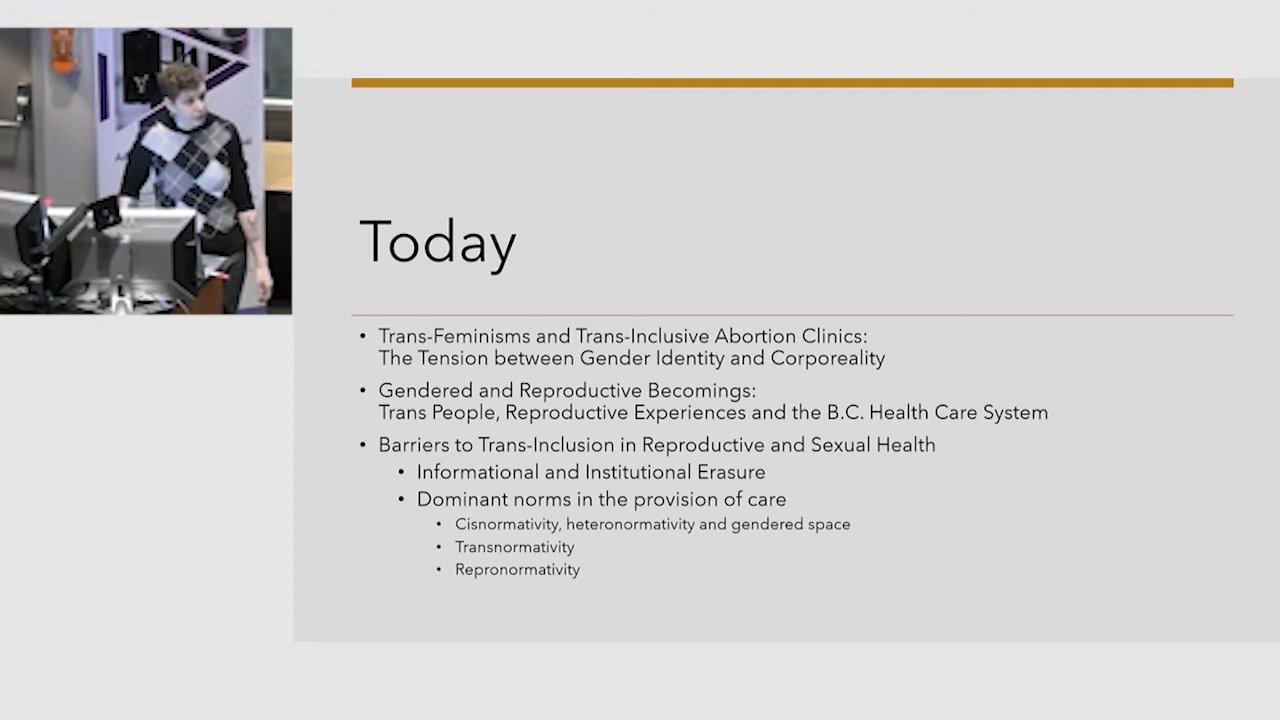 Today
• Trans-Feminisms and Trans-Inclusive Abortion Clinics:
The Tension between Gender Identity and Corporeality
• Gendered and Reproductive Becomings:
Trans People, Reproductive Experiences and the B.C. Health Care System
• Barriers to Trans-Inclusion in Reproductive and Sexual Health
• Informational and Institutional Erasure
• Dominant norms in the provision of care
• Cisnormativity, heteronormativity and gendered space
• Transnormativity
• Repronormativity